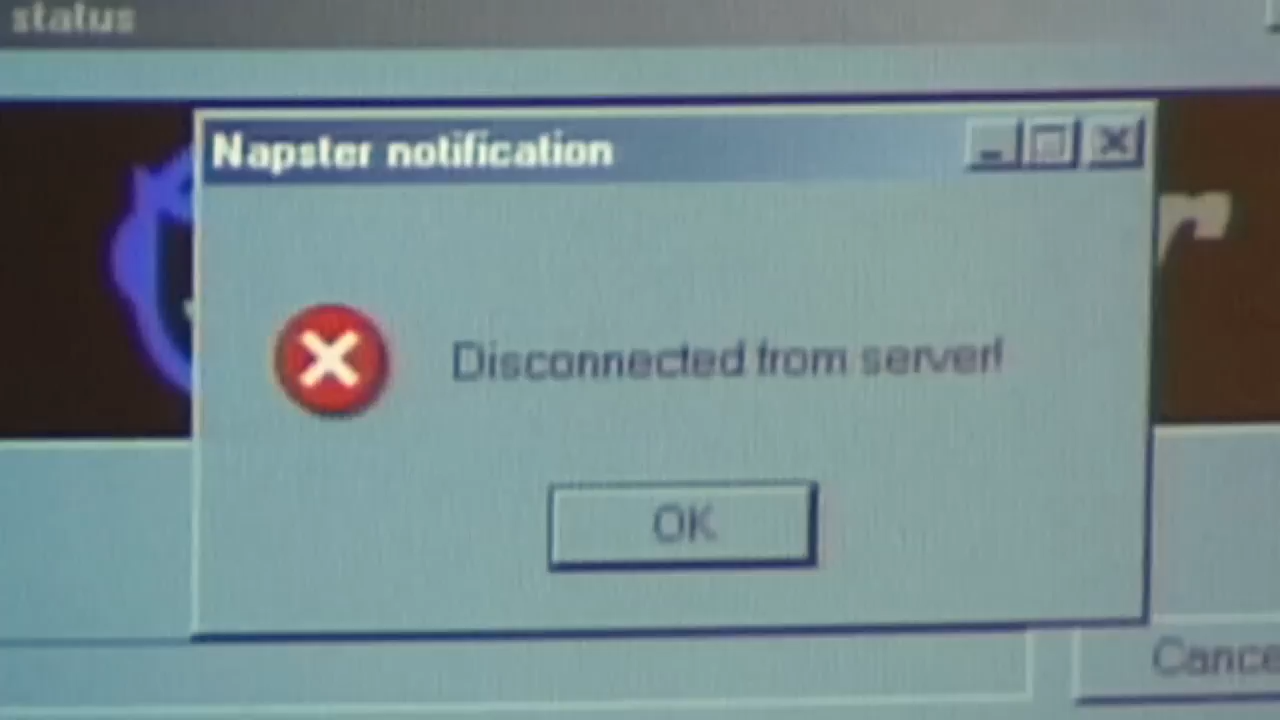 status
Napster notification
r
Disconnected from server!
OK
Cance